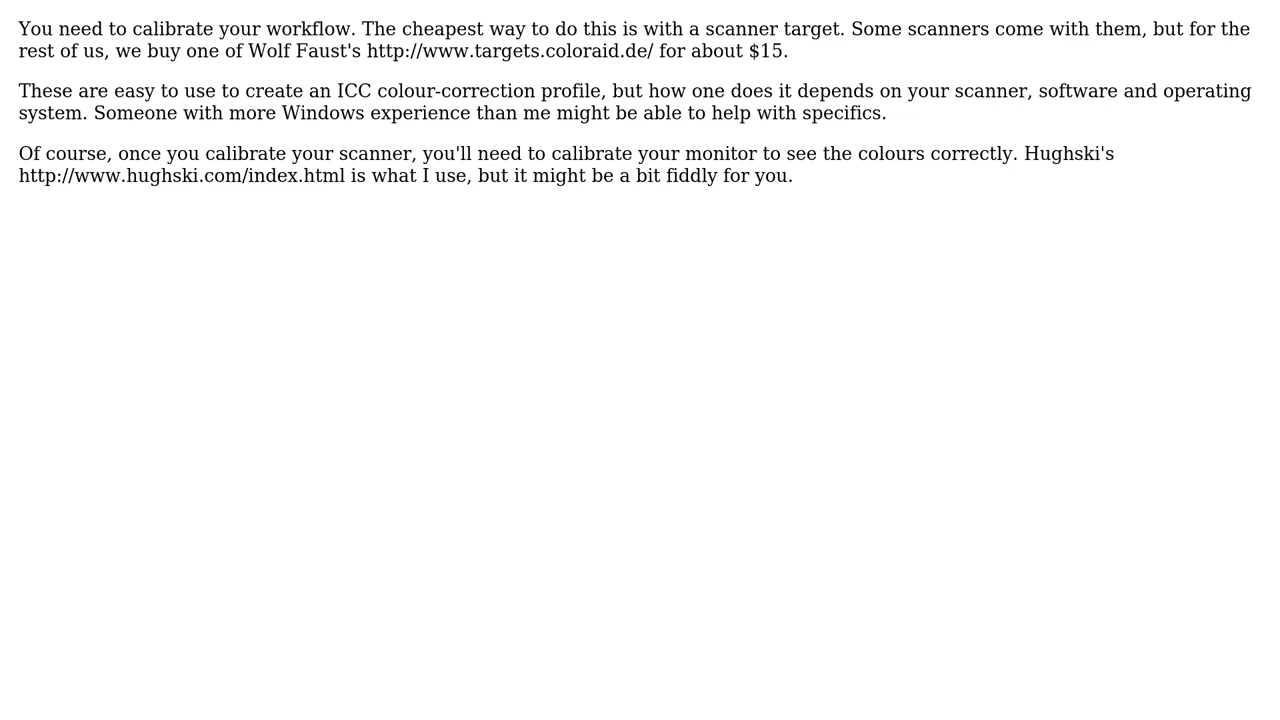 You need to calibrate your workflow. The cheapest way to do this is with a scanner target. Some scanners come with them, but for the
rest of us, we buy one of Wolf Faust's http://www.targets.coloraid.de/ for about $15.
These are easy to use to create an ICC colour-correction profile, but how one does it depends on your scanner, software and operating
system. Someone with more Windows experience than me might be able to help with specifics.
Of course, once you calibrate your scanner, you'll need to calibrate your monitor to see the colours correctly. Hughski's
http://www.hughski.com/index.html is what I use, but it might be a bit fiddly for you.